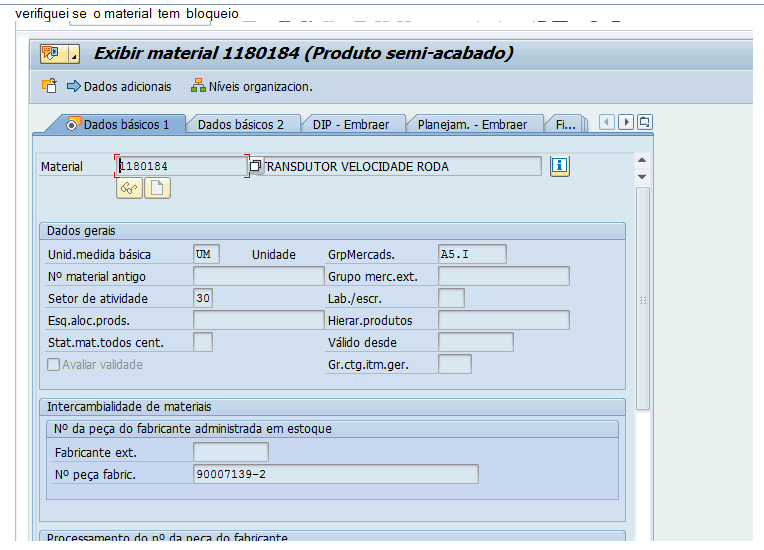 verifiquei se o material tem bloqueio
Exibir material 1180184 (Produto semi-acabado)
Dados adicionais Níveis organizacion.
Dados básicos 1 Dados básicos 2 DIP - Embraer Planejam. - Embraer Fi...
Material 1180184 TRANSDUTOR VELOCIDADE RODA
Dados gerais
Unid.medida básica UM Unidade GrpMercads. A5.I
Nº material antigo Grupo merc.ext.
Setor de atividade 30 Lab./escr.
Esq.aloc.prods. Hierar.produtos
Stat.mat.todos cent. Válido desde
Avaliar validade Gr.ctg.itm.ger.
Intercambialidade de materiais
Nº da peça do fabricante administrada em estoque
Fabricante ext.
Nº peça fabric. 90007139-2
Processamento do nº da peça do fabricante